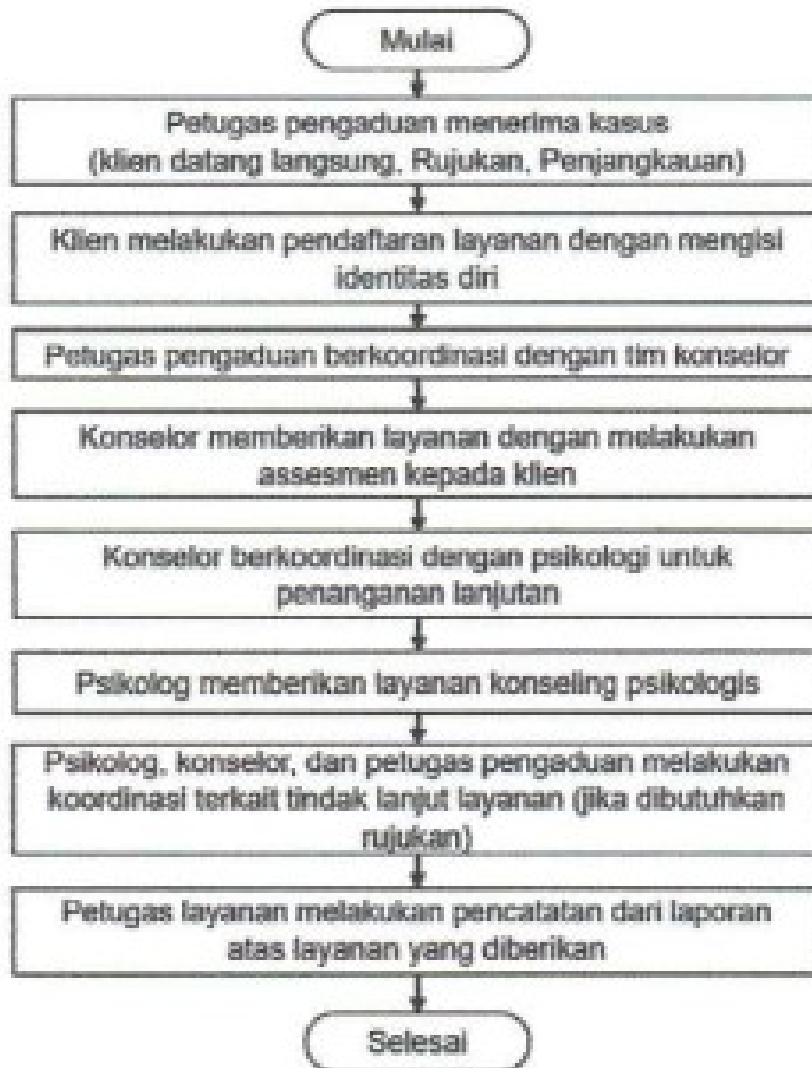 Mulai
Petugas pengaduan menerima kasus
(klien datang langsung, Rujukan, Penjangkauan)
Klien melakukan pendaftaran layanan dengan mengisi
identitas diri
Petugas pengaduan berkoordinasi dengan tim konselor
Konselor memberikan layanan dengan melakukan
assesmen kepada klien
Konselor berkoordinasi dengan psikologi untuk
penanganan lanjutan
Psikolog memberikan layanan konseling psikologis
Psikolog, konselor, dan petugas pengaduan melakukan
koordinasi terkait tindak lanjut layanan (jika dibutuhkan
rujukan)
Petugas layanan melakukan pencatatan dari laporan
atas layanan yang diberikan
Selesai